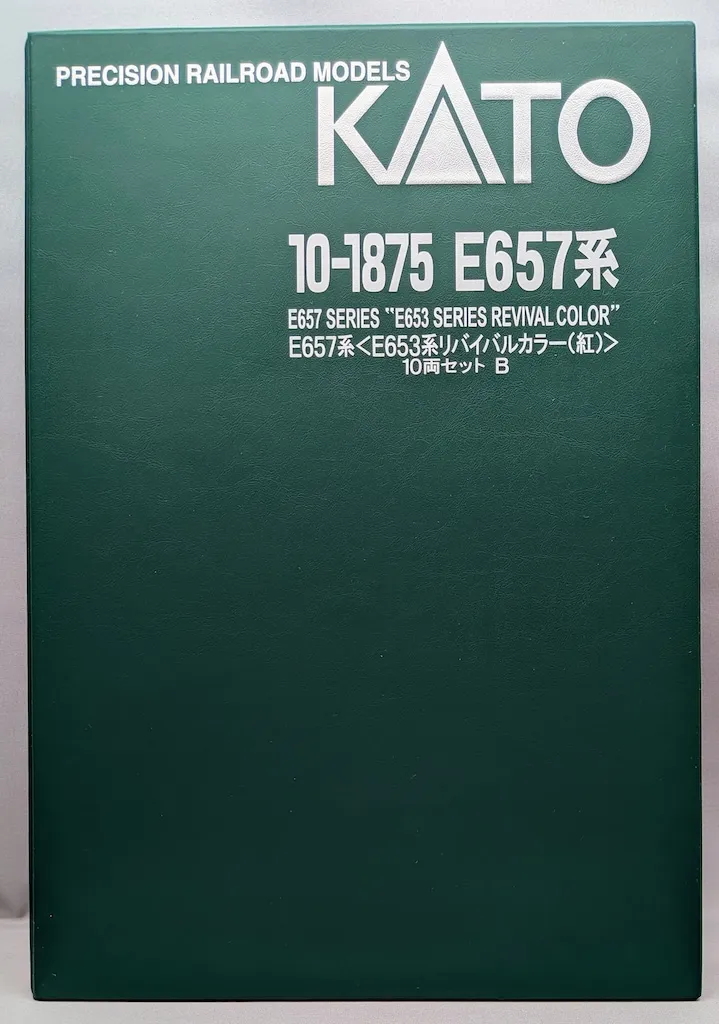 PRECISION RAILROAD MODELS
KATO
10-1875 E657系
E657 SERIES “E653 SERIES REVIVAL COLOR”
E657系<E653系リバイバルカラー(紅)>
10両セット B